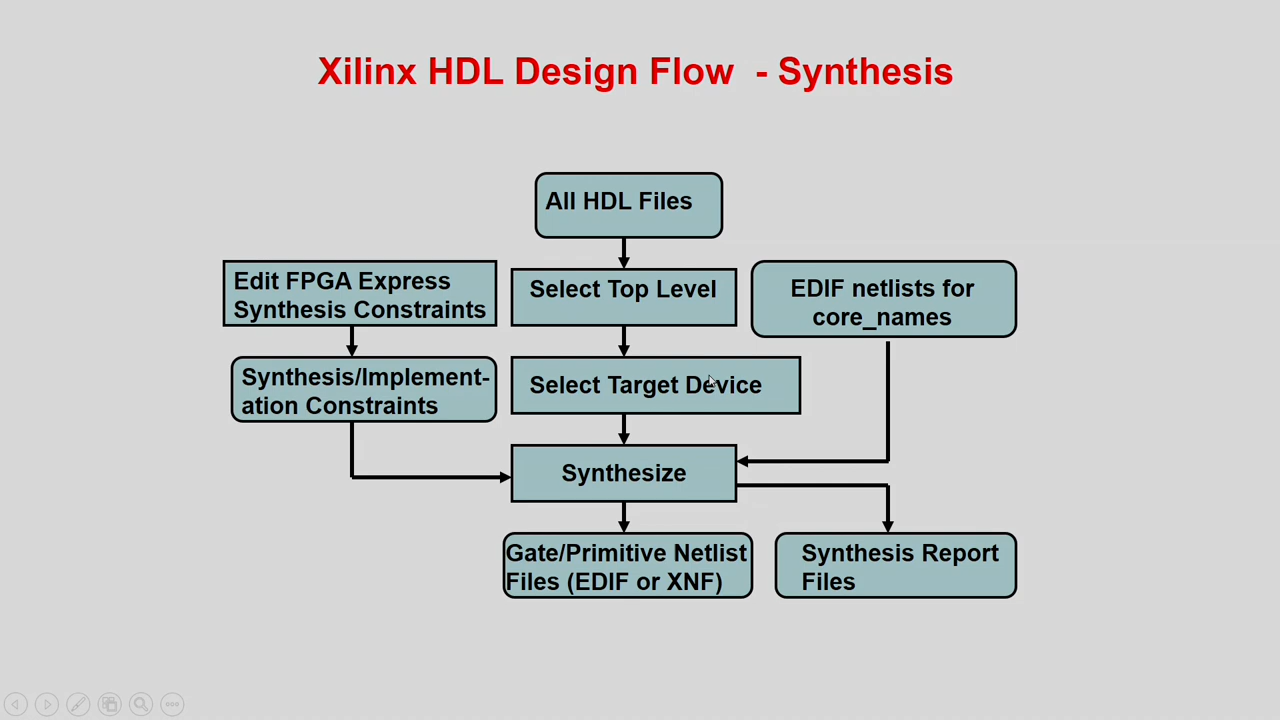 Xilinx HDL Design Flow - Synthesis
All HDL Files
Edit FPGA Express
Synthesis Constraints
Select Top Level
EDIF netlists for
core_names
Synthesis/Implement-
ation Constraints
Select Target Device
Synthesize
Gate/Primitive Netlist
Files (EDIF or XNF)
Synthesis Report
Files